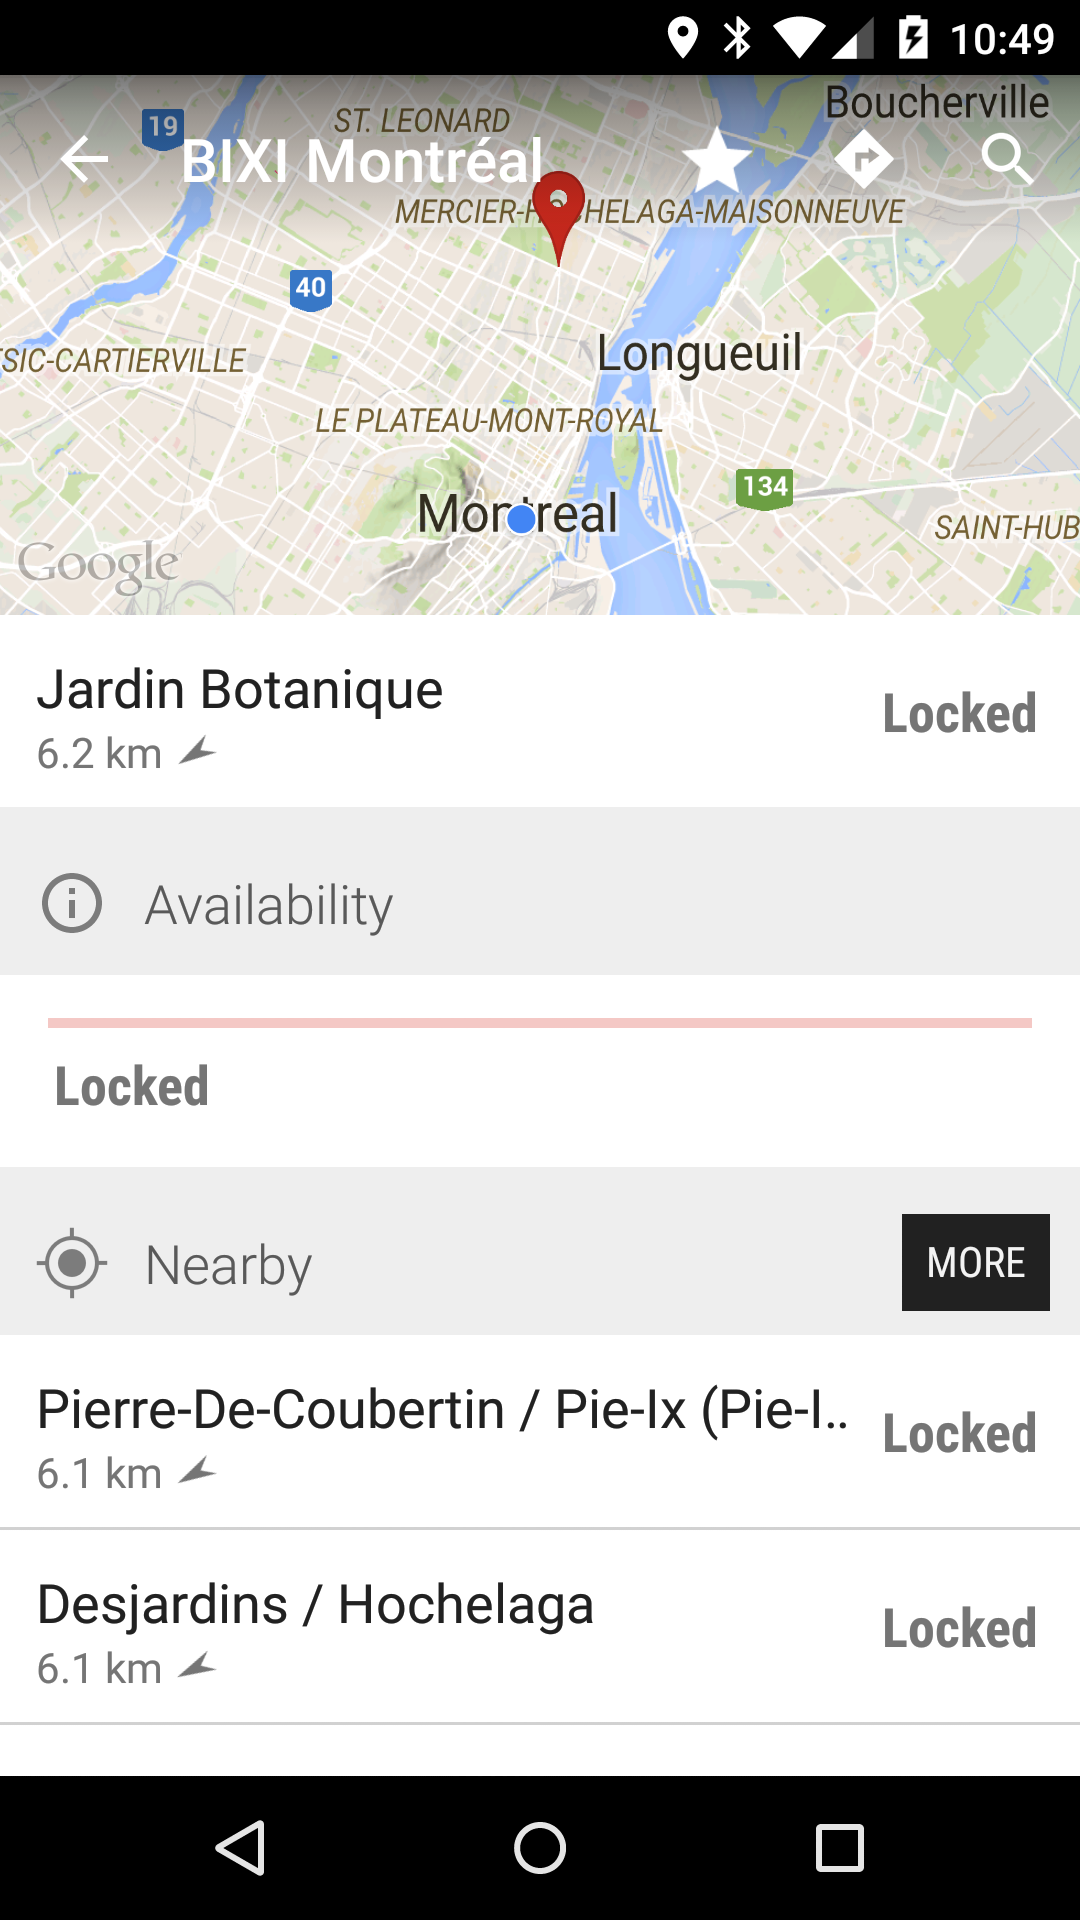 10:49
Boucherville
19
ST. LEONARD
BIXI Montréal
MERCIER-HOCHELAGA-MAISONNEUVE
40
Longueuil
SIC-CARTIERVILLE
LE PLATEAU-MONT-ROYAL
134
Montreal
SAINT-HUB
Google
Jardin Botanique
Locked
6.2 km
Availability
Locked
Nearby
MORE
Pierre-De-Coubertin / Pie-Ix (Pie-I..
Locked
6.1 km
Desjardins / Hochelaga
Locked
6.1 km